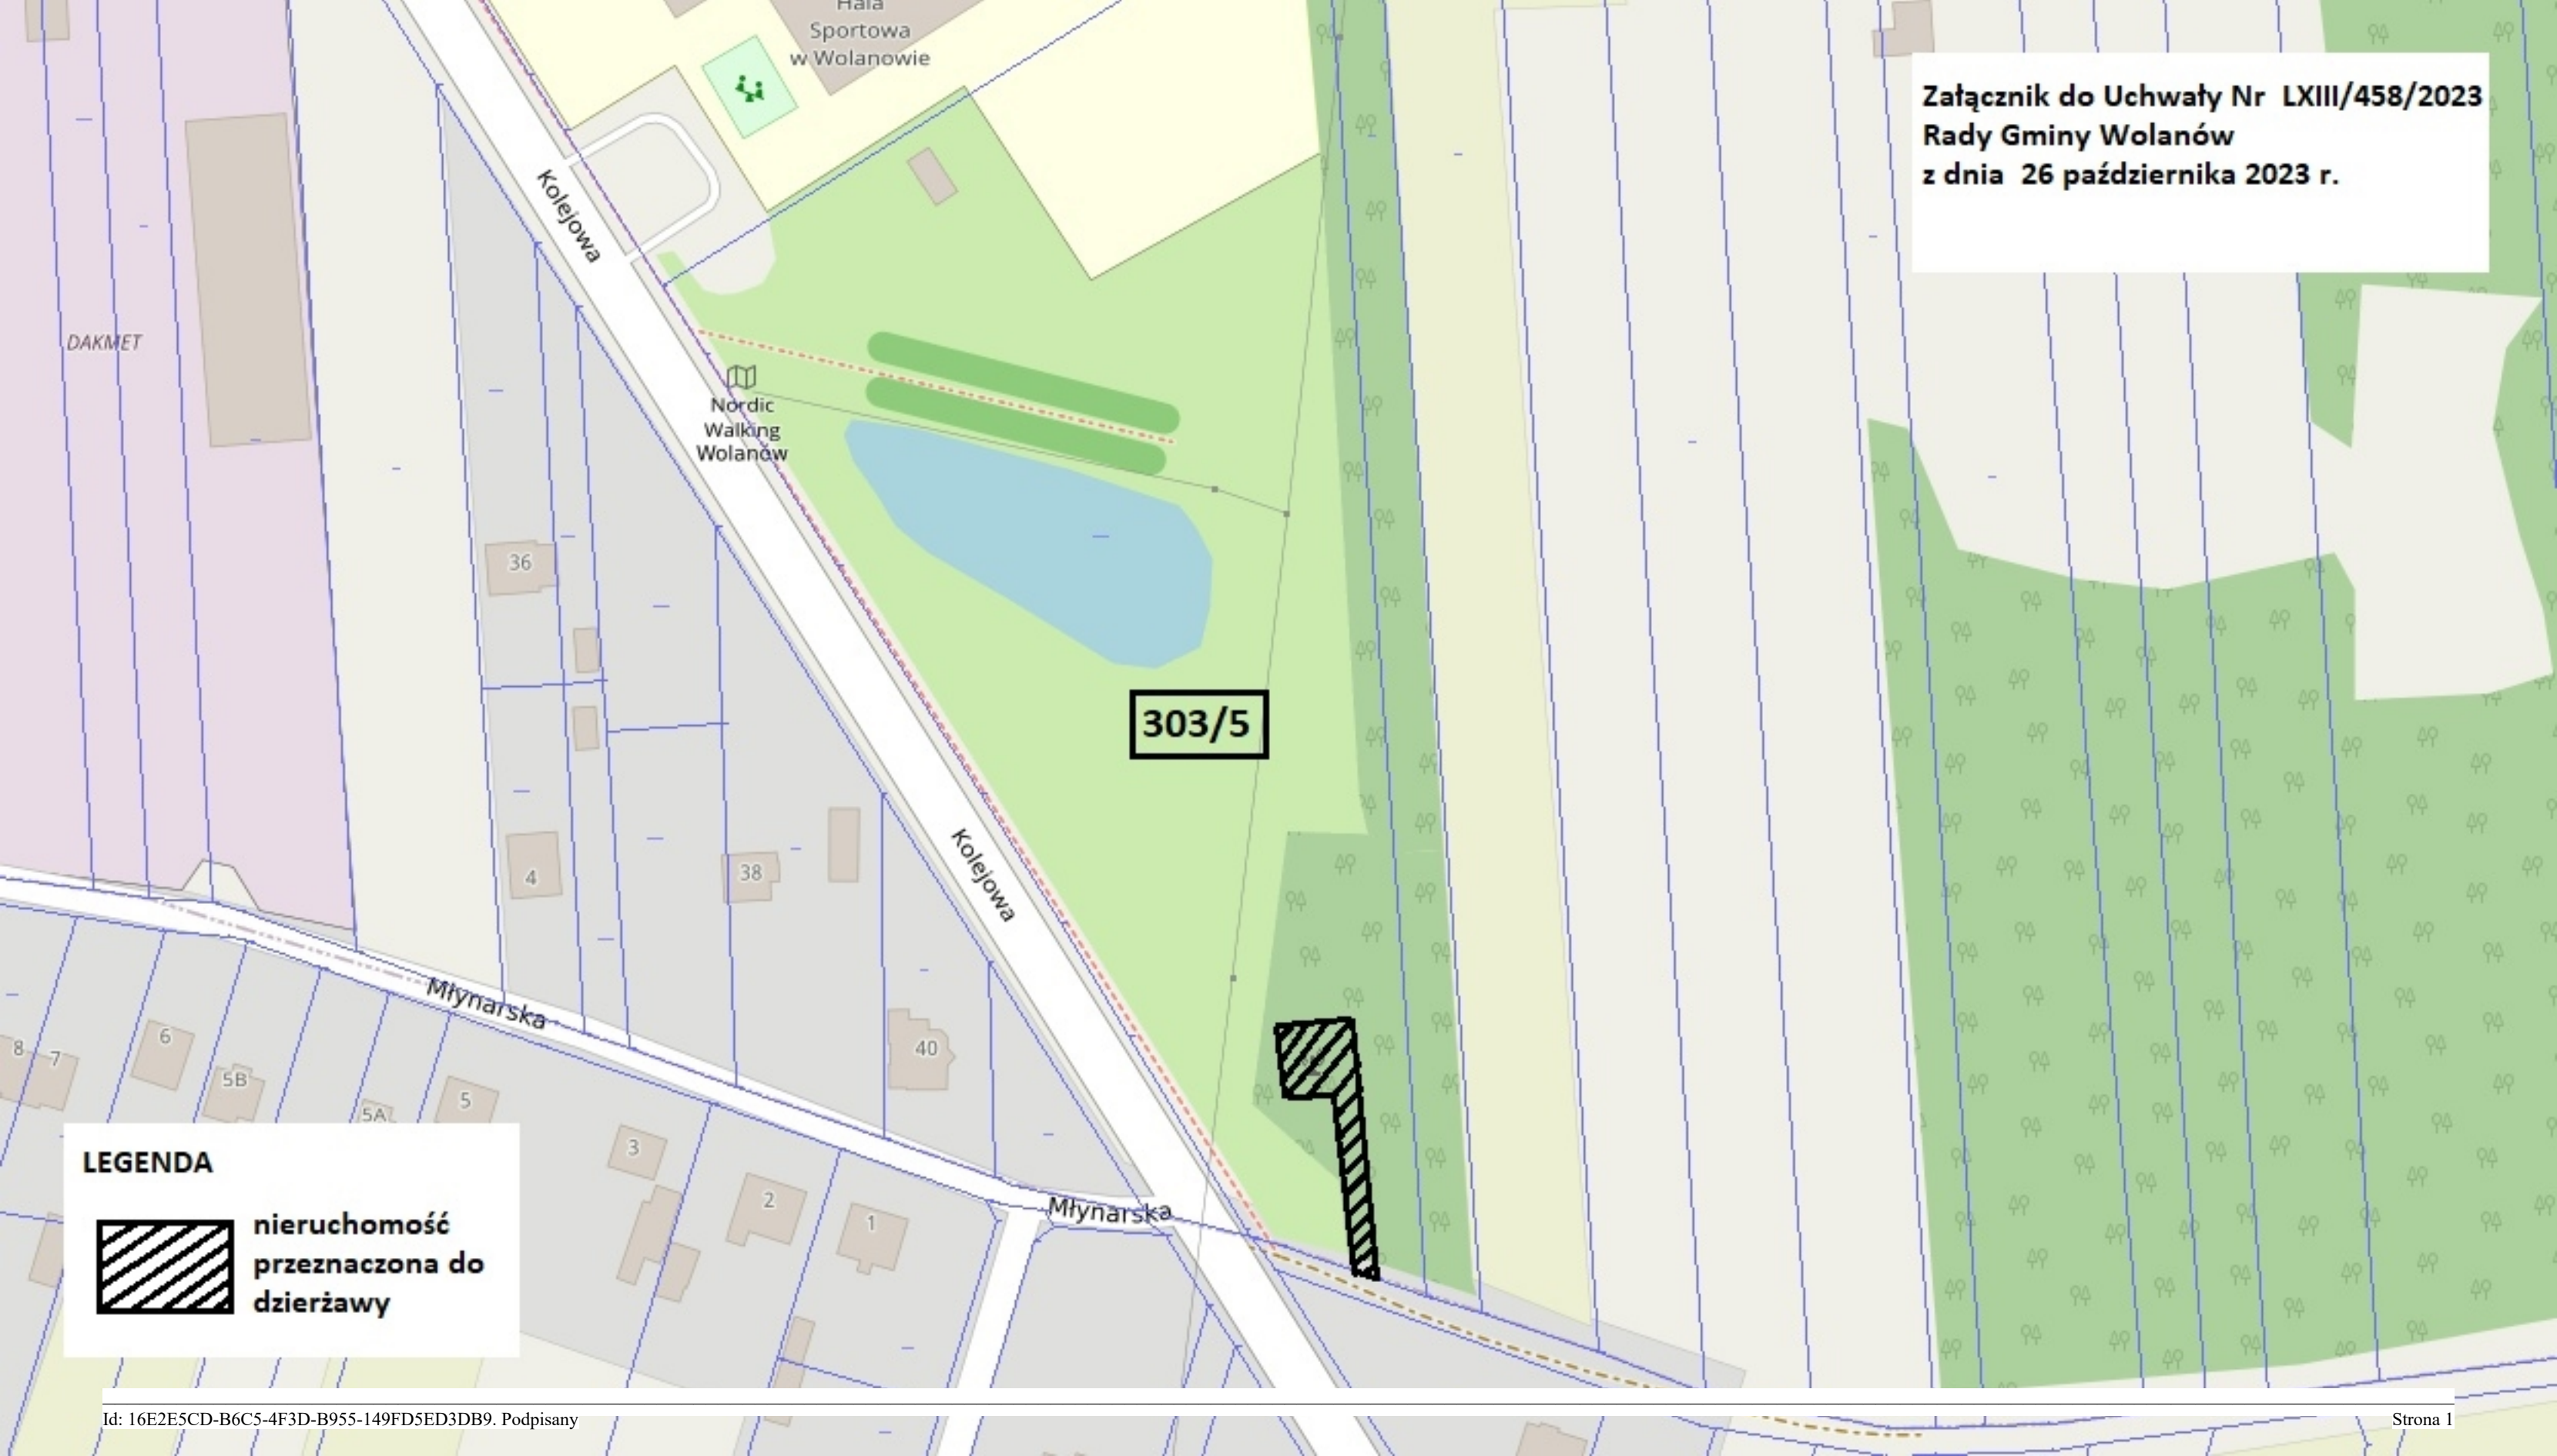 Hala
Sportowa
w Wolanowie
Załącznik do Uchwały Nr LXIII/458/2023
Rady Gminy Wolanów
z dnia 26 października 2023 r.
Kolejowa
DAKMET
Nordic
Walking
Wolanów
36
303/5
4
38
Kolejowa
Młynarska
40
8
7
6
5B
5A
5
3
2
1
Młynarska
LEGENDA
nieruchomość
przeznaczona do
dzierżawy
Id: 16E2E5CD-B6C5-4F3D-B955-149FD5ED3DB9. Podpisany
Strona 1